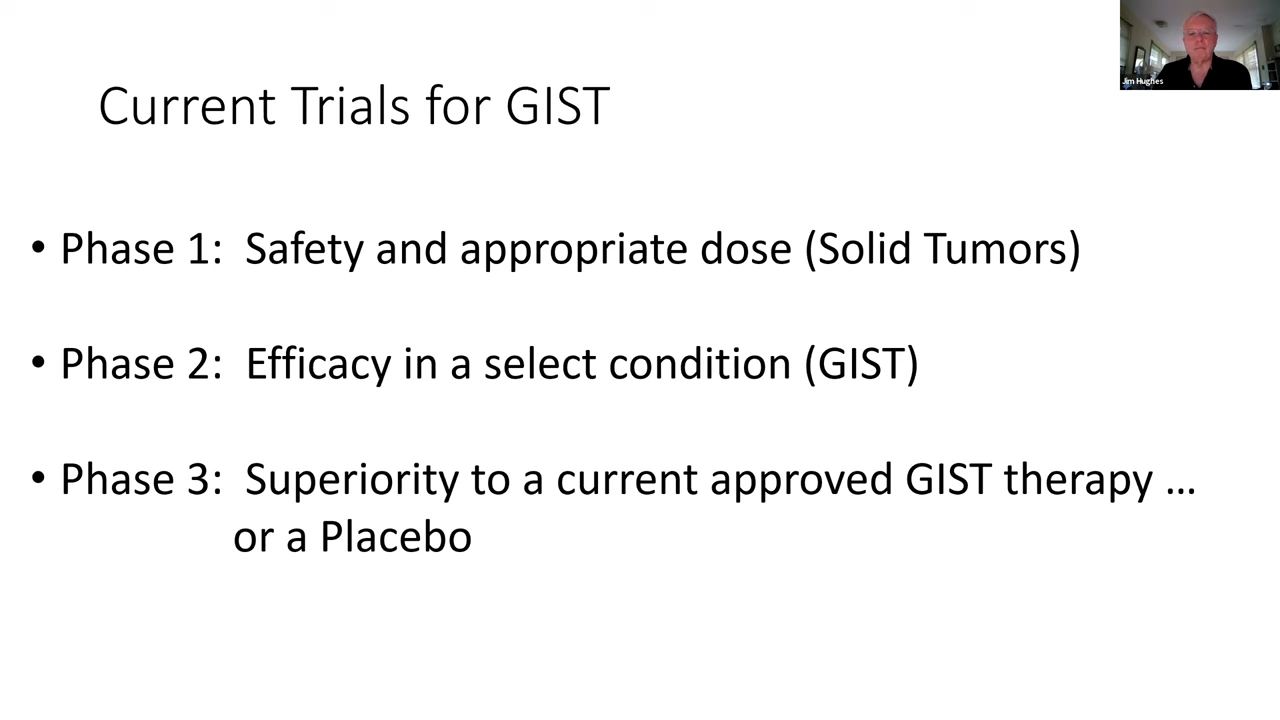 Jim Hughes
Current Trials for GIST
• Phase 1:  Safety and appropriate dose (Solid Tumors)
• Phase 2:  Efficacy in a select condition (GIST)
• Phase 3:  Superiority to a current approved GIST therapy …
or a Placebo